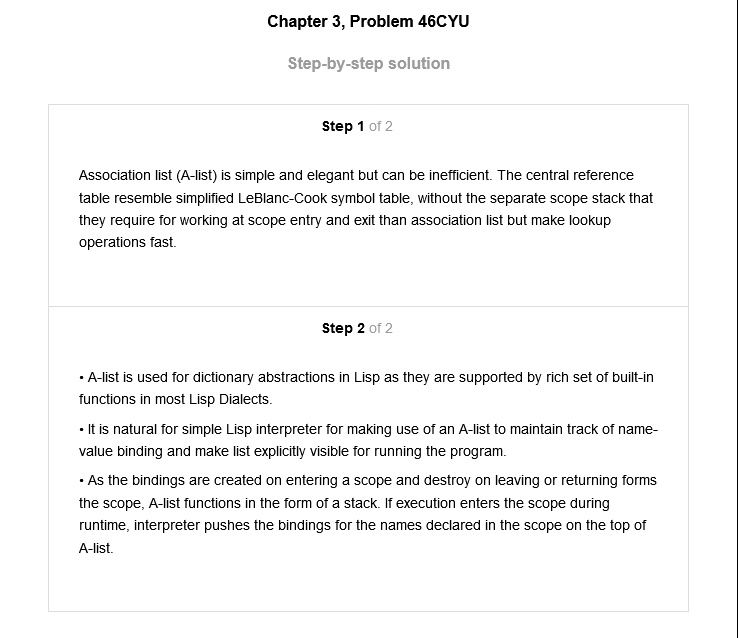 Chapter 3, Problem 46CYU
Step-by-step solution
Step 1 of 2
Association list (A-list) is simple and elegant but can be inefficient. The central reference
table resemble simplified LeBlanc-Cook symbol table, without the separate scope stack that
they require for working at scope entry and exit than association list but make lookup
operations fast.
Step 2 of 2
• A-list is used for dictionary abstractions in Lisp as they are supported by rich set of built-in
functions in most Lisp Dialects.
• It is natural for simple Lisp interpreter for making use of an A-list to maintain track of name-
value binding and make list explicitly visible for running the program.
• As the bindings are created on entering a scope and destroy on leaving or returning forms
the scope, A-list functions in the form of a stack. If execution enters the scope during
runtime, interpreter pushes the bindings for the names declared in the scope on the top of
A-list.